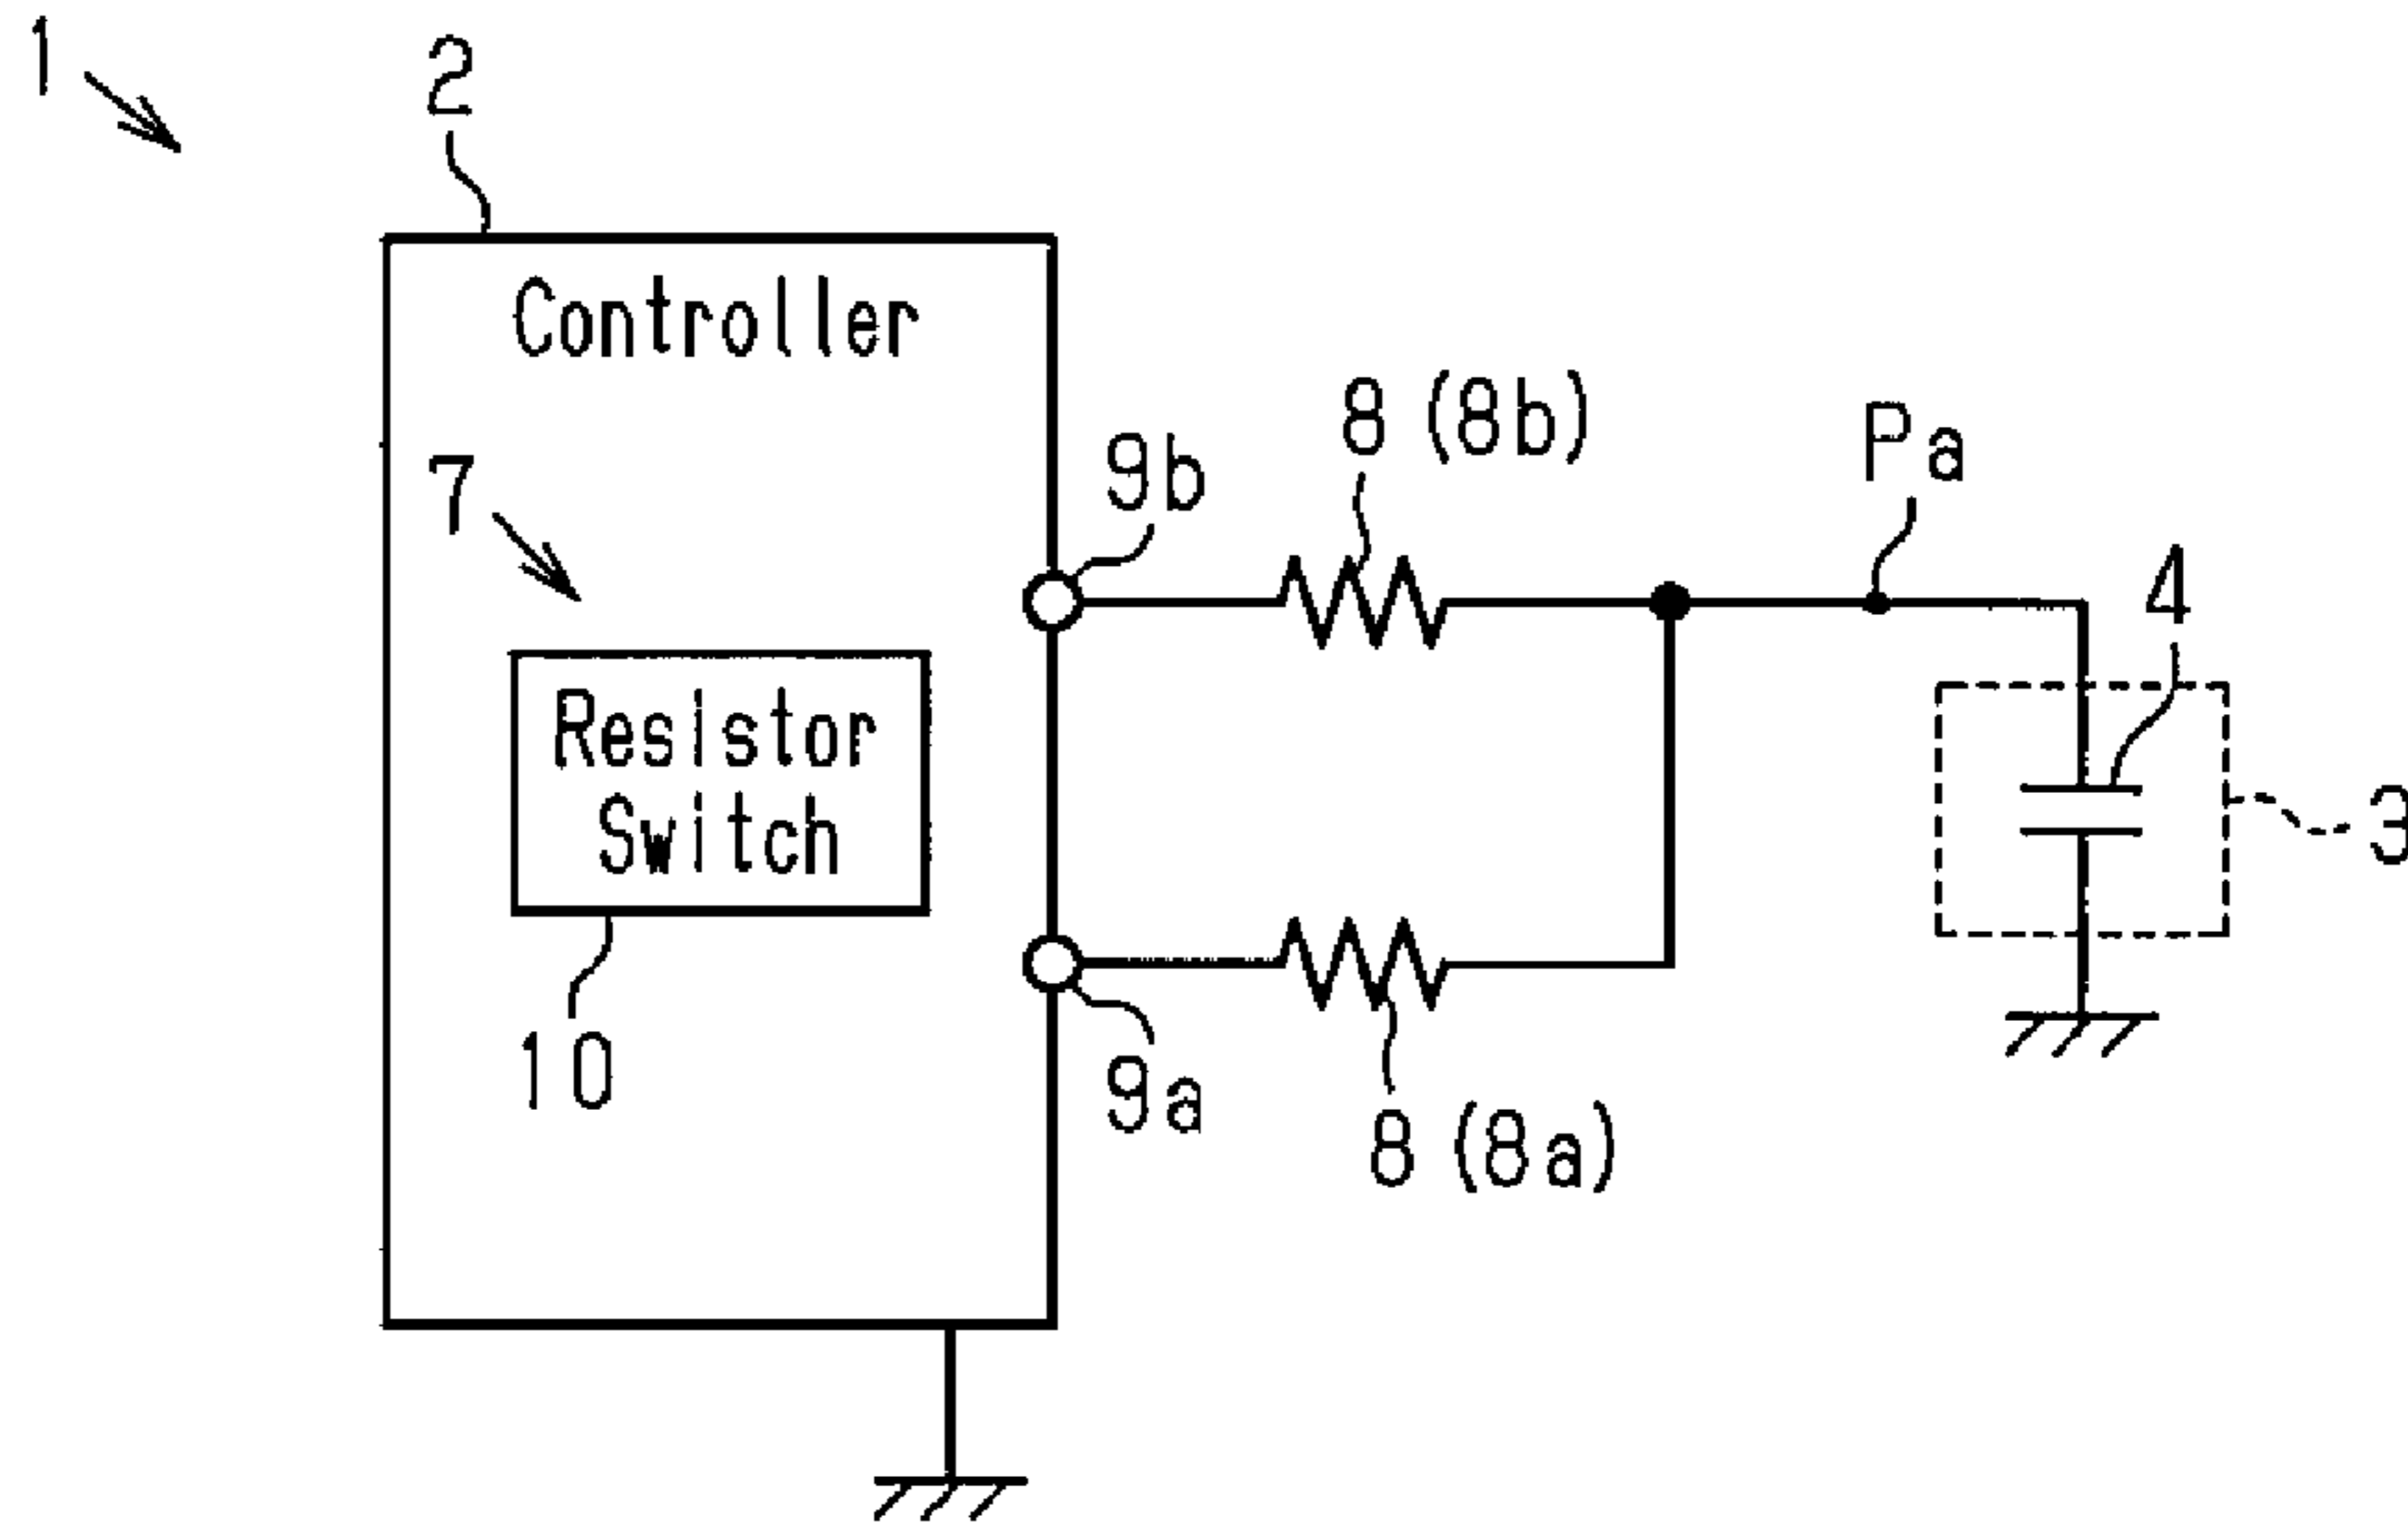 1
2
Controller
8 (8b)
Pa
9b
7
4
Resistor
Switch
3
10
9a
8 (8a)